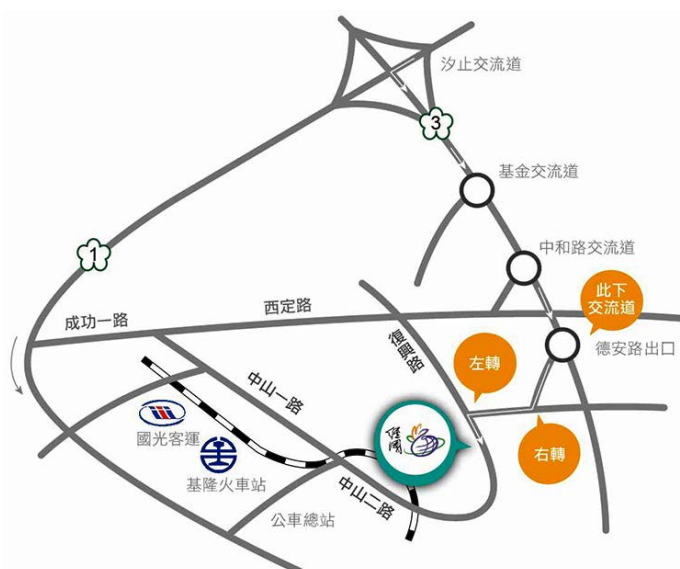 汐止交流道
3
基金交流道
1
中和路交流道
此下
交流道
西定路
成功一路
復興路
德安路出口
左轉
中山一路
經國
國光客運
右轉
基隆火車站
中山二路
公車總站